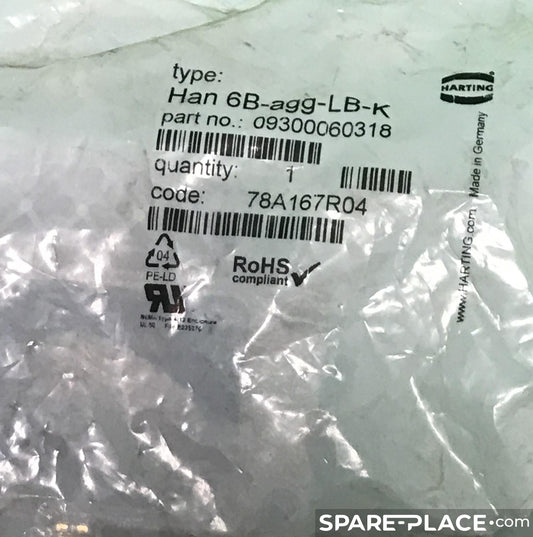 type:
Han 6B-agg-LB-K
part no.: 09300060318
quantity: 1
code: 78A167R04
HARTING
www.HARTING.com Made in Germany
04
PE-LD
RoHS
compliant
SPARE-PLACE.com